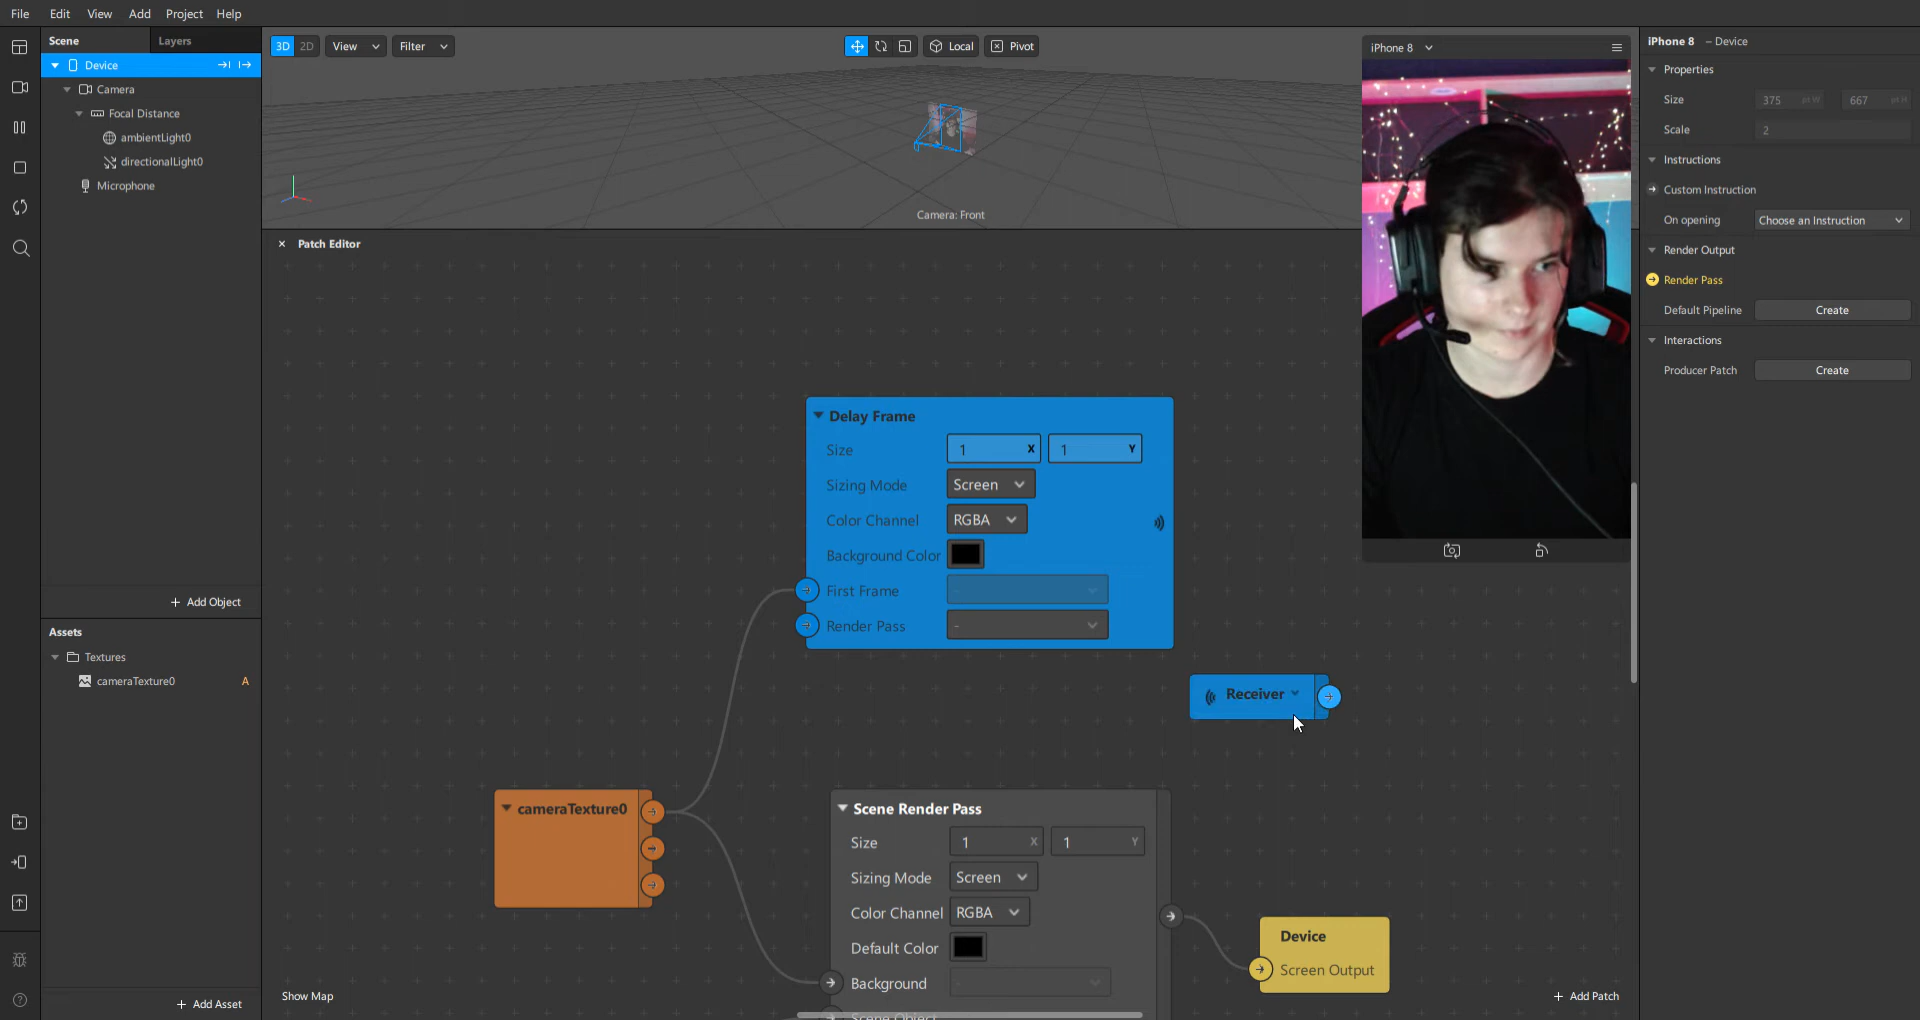 File Edit View Add Project Help
Scene Layers
Device
Camera
Focal Distance
ambientLight0
directionalLight0
Microphone
+ Add Object
Assets
Textures
cameraTexture0 A
+ Add Asset
3D 2D View Filter Local Pivot
Camera: Front
× Patch Editor
Delay Frame
Size 1 X 1 Y
Sizing Mode Screen
Color Channel RGBA
Background Color
First Frame -
Render Pass -
Receiver
cameraTexture0
Scene Render Pass
Size 1 X 1 Y
Sizing Mode Screen
Color Channel RGBA
Default Color
Background -
Scene Object
Device
Screen Output
Show Map
+ Add Patch
iPhone 8
iPhone 8 – Device
Properties
Size 375 pt W 667 pt H
Scale 2
Instructions
Custom Instruction
On opening Choose an Instruction
Render Output
Render Pass
Default Pipeline Create
Interactions
Producer Patch Create